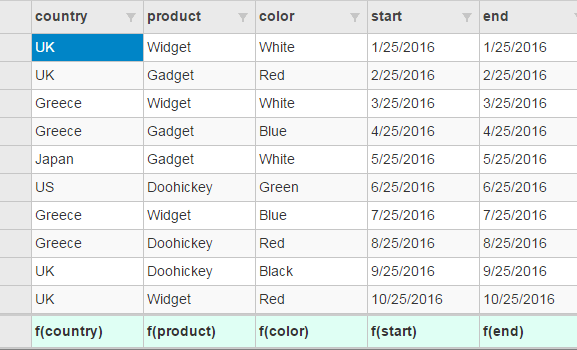 country product color start end
UK Widget White 1/25/2016 1/25/2016
UK Gadget Red 2/25/2016 2/25/2016
Greece Widget White 3/25/2016 3/25/2016
Greece Gadget Blue 4/25/2016 4/25/2016
Japan Gadget White 5/25/2016 5/25/2016
US Doohickey Green 6/25/2016 6/25/2016
Greece Widget Blue 7/25/2016 7/25/2016
Greece Doohickey Red 8/25/2016 8/25/2016
UK Doohickey Black 9/25/2016 9/25/2016
UK Widget Red 10/25/2016 10/25/2016
f(country) f(product) f(color) f(start) f(end)